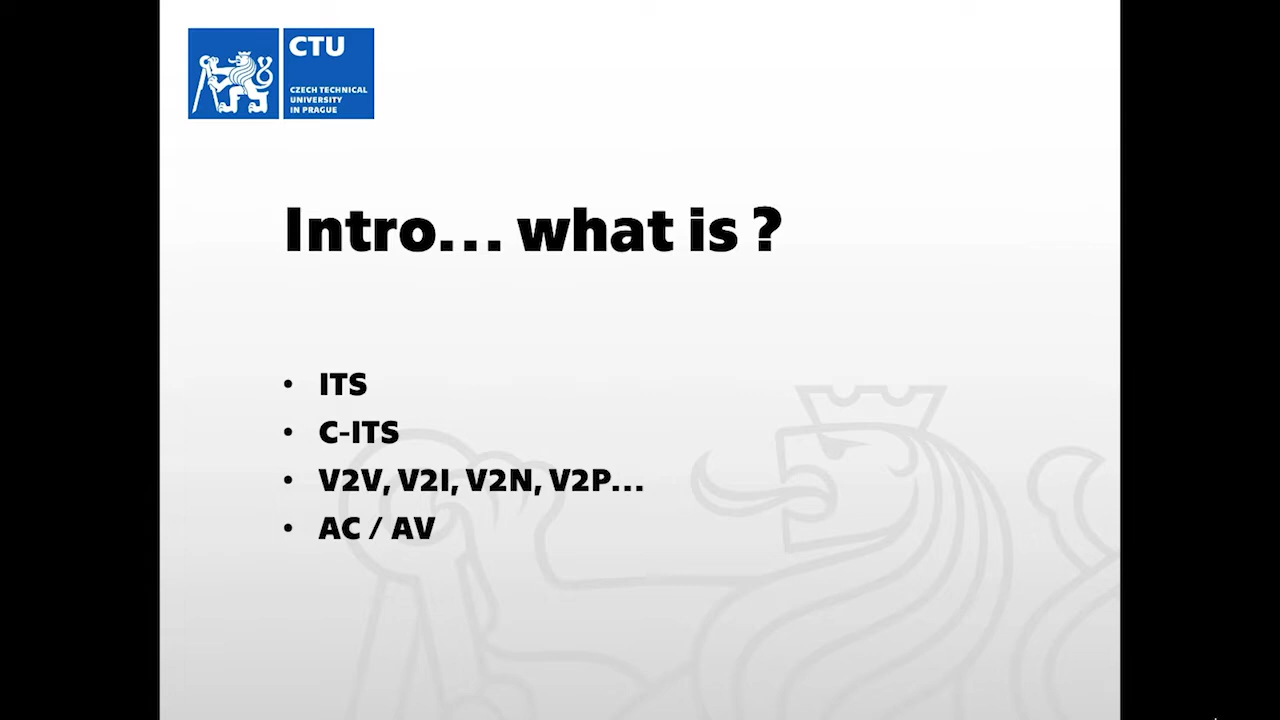 CTU
CZECH TECHNICAL
UNIVERSITY
IN PRAGUE
Intro... what is ?
• ITS
• C-ITS
• V2V, V2I, V2N, V2P...
• AC / AV